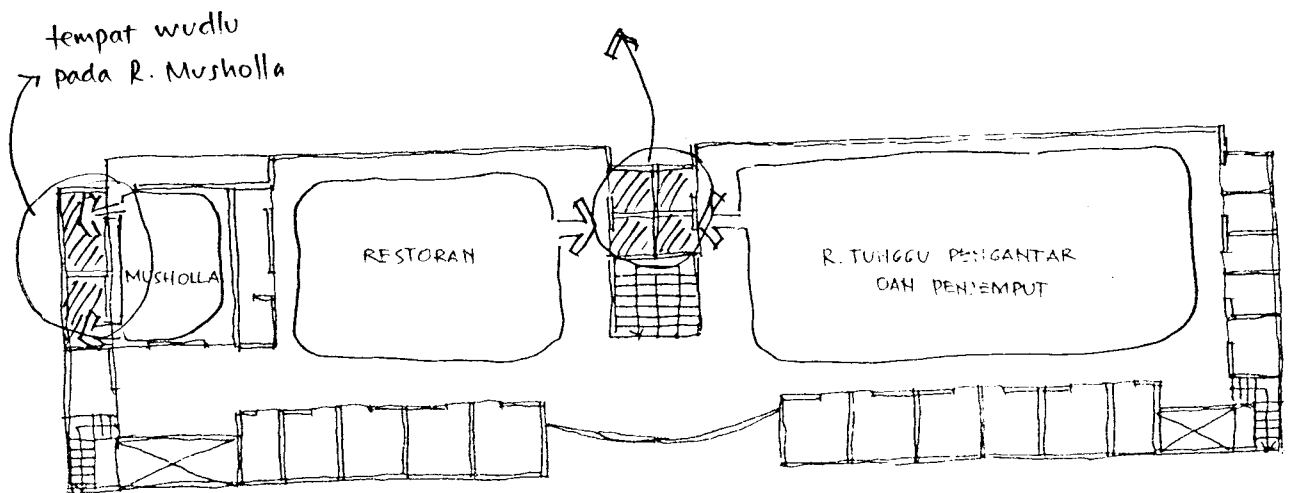 tempat wudlu
pada R. Musholla
MUSHOLLA
RESTORAN
R. TUNGGU PENGANTAR
DAN PENJEMPUT